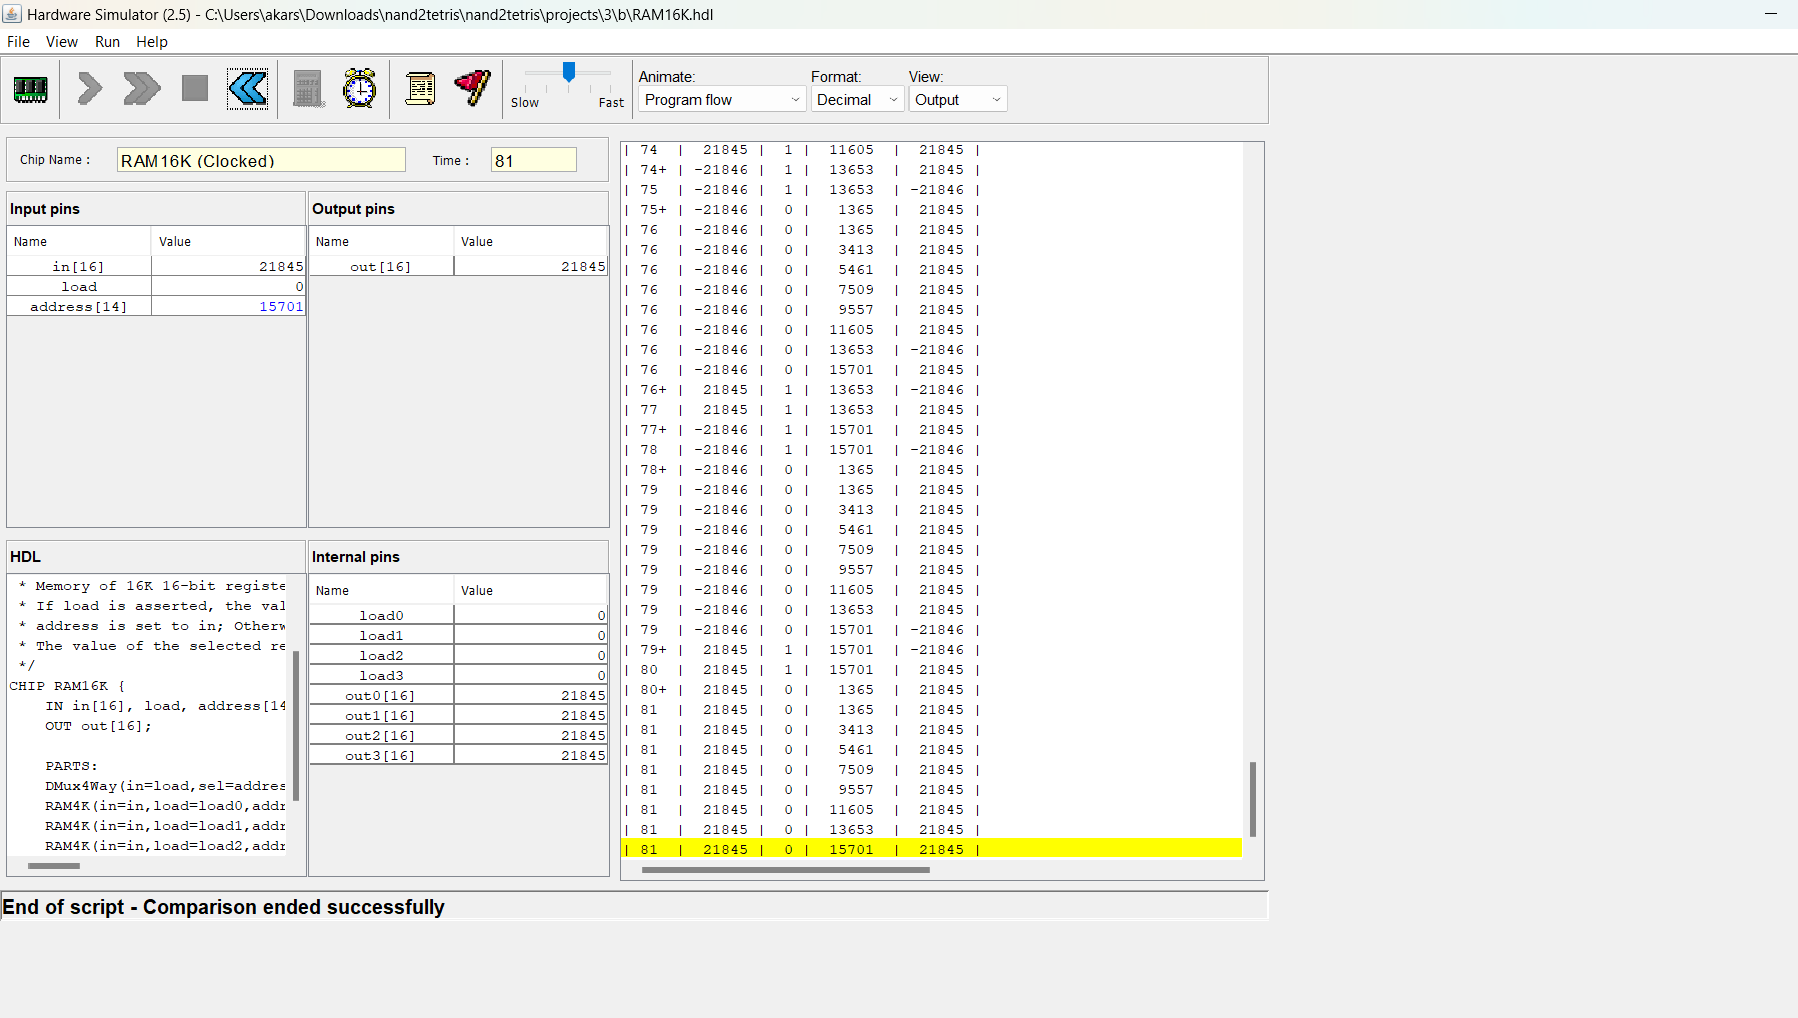 Hardware Simulator (2.5) - C:\Users\akars\Downloads\nand2tetris\nand2tetris\projects\3\b\RAM16K.hdl
File View Run Help
Slow Fast
Animate: Format: View:
Program flow Decimal Output
Chip Name : RAM16K (Clocked) Time : 81
Input pins
Name Value
in[16] 21845
load 0
address[14] 15701
Output pins
Name Value
out[16] 21845
HDL
* Memory of 16K 16-bit registe
* If load is asserted, the val
* address is set to in; Otherw
* The value of the selected re
*/
CHIP RAM16K {
IN in[16], load, address[14
OUT out[16];
PARTS:
DMux4Way(in=load,sel=addres
RAM4K(in=in,load=load0,addr
RAM4K(in=in,load=load1,addr
RAM4K(in=in,load=load2,addr
Internal pins
Name Value
load0 0
load1 0
load2 0
load3 0
out0[16] 21845
out1[16] 21845
out2[16] 21845
out3[16] 21845
| 74 | 21845 | 1 | 11605 | 21845 |
| 74+ | -21846 | 1 | 13653 | 21845 |
| 75 | -21846 | 1 | 13653 | -21846 |
| 75+ | -21846 | 0 | 1365 | 21845 |
| 76 | -21846 | 0 | 1365 | 21845 |
| 76 | -21846 | 0 | 3413 | 21845 |
| 76 | -21846 | 0 | 5461 | 21845 |
| 76 | -21846 | 0 | 7509 | 21845 |
| 76 | -21846 | 0 | 9557 | 21845 |
| 76 | -21846 | 0 | 11605 | 21845 |
| 76 | -21846 | 0 | 13653 | -21846 |
| 76 | -21846 | 0 | 15701 | 21845 |
| 76+ | 21845 | 1 | 13653 | -21846 |
| 77 | 21845 | 1 | 13653 | 21845 |
| 77+ | -21846 | 1 | 15701 | 21845 |
| 78 | -21846 | 1 | 15701 | -21846 |
| 78+ | -21846 | 0 | 1365 | 21845 |
| 79 | -21846 | 0 | 1365 | 21845 |
| 79 | -21846 | 0 | 3413 | 21845 |
| 79 | -21846 | 0 | 5461 | 21845 |
| 79 | -21846 | 0 | 7509 | 21845 |
| 79 | -21846 | 0 | 9557 | 21845 |
| 79 | -21846 | 0 | 11605 | 21845 |
| 79 | -21846 | 0 | 13653 | 21845 |
| 79 | -21846 | 0 | 15701 | -21846 |
| 79+ | 21845 | 1 | 15701 | -21846 |
| 80 | 21845 | 1 | 15701 | 21845 |
| 80+ | 21845 | 0 | 1365 | 21845 |
| 81 | 21845 | 0 | 1365 | 21845 |
| 81 | 21845 | 0 | 3413 | 21845 |
| 81 | 21845 | 0 | 5461 | 21845 |
| 81 | 21845 | 0 | 7509 | 21845 |
| 81 | 21845 | 0 | 9557 | 21845 |
| 81 | 21845 | 0 | 11605 | 21845 |
| 81 | 21845 | 0 | 13653 | 21845 |
| 81 | 21845 | 0 | 15701 | 21845 |
End of script - Comparison ended successfully